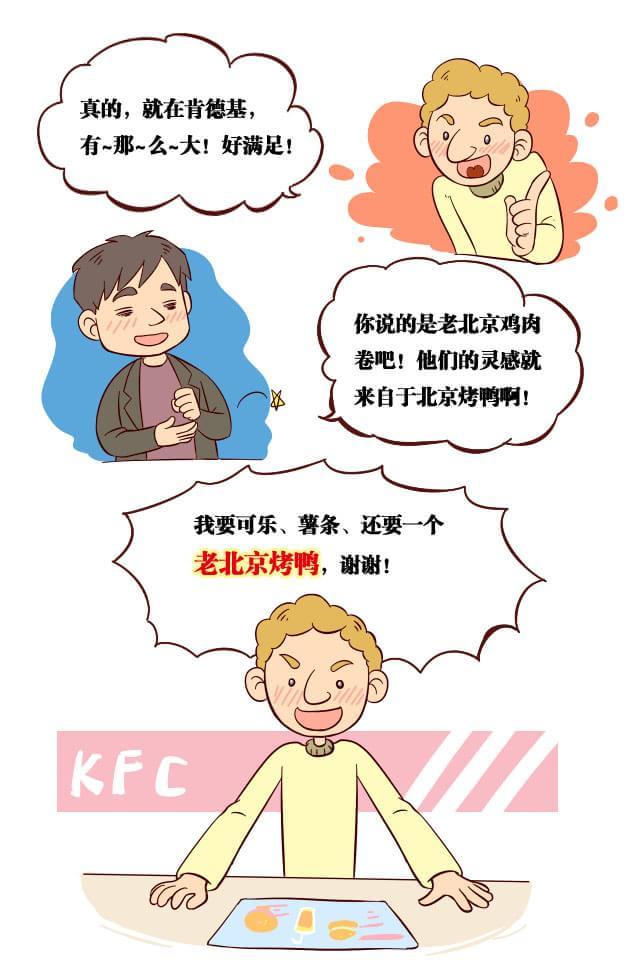 真的，就在肯德基，
有~那~么~大！好满足！
你说的是老北京鸡肉
卷吧！他们的灵感就
来自于北京烤鸭啊！
我要可乐、薯条、还要一个
老北京烤鸭，谢谢！
KFC